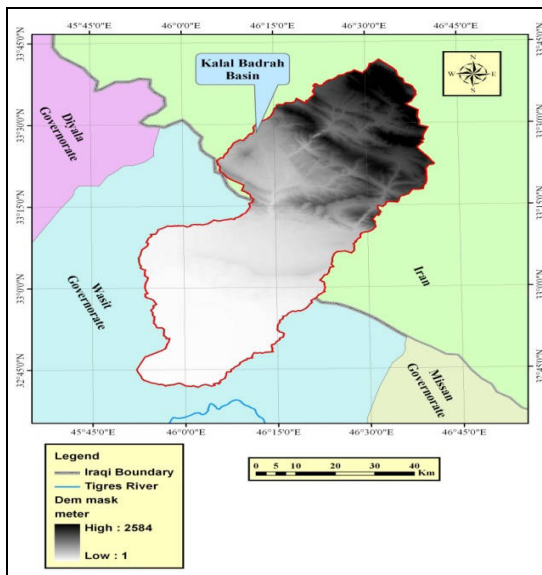 45°45'0"E 46°0'0"E 46°15'0"E 46°30'0"E 46°45'0"E
33°45'0"N
33°30'0"N
33°15'0"N
33°0'0"N
32°45'0"N
Kalal Badrah
Basin
N
W
E
S
Diyala
Governorate
Wasit
Governorate
Iran
Missan
Governorate
45°45'0"E 46°0'0"E 46°15'0"E 46°30'0"E 46°45'0"E
Legend
Iraqi Boundary
Tigres River
Dem mask
meter
High : 2584
Low : 1
0 5 10 20 30 40
Km